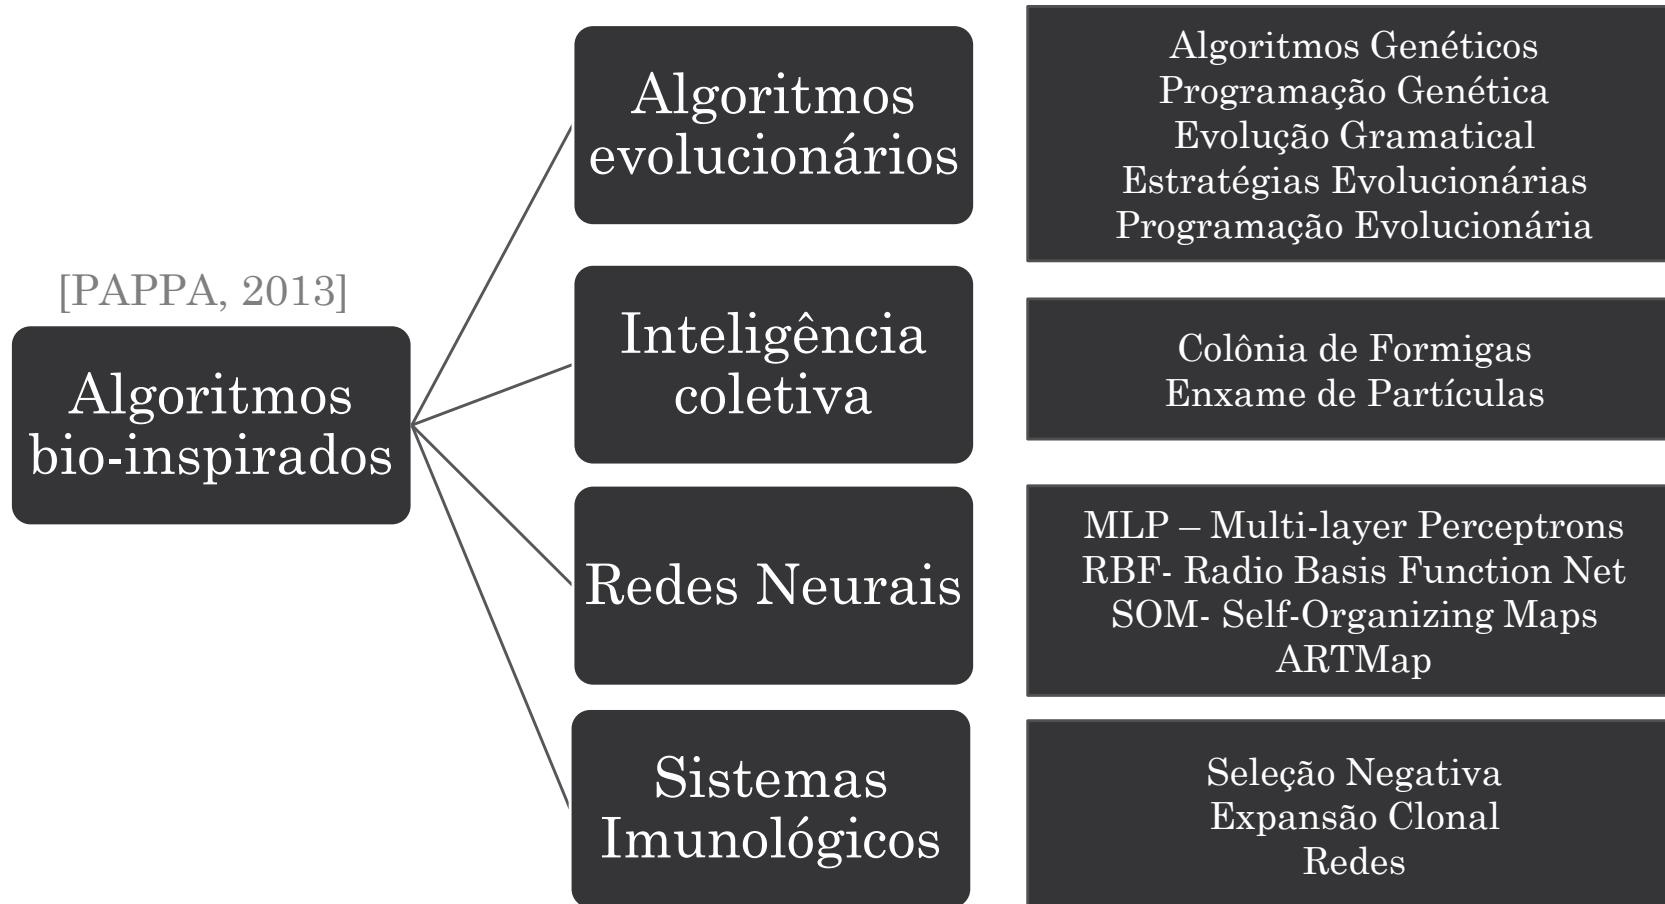 [PAPPA, 2013]
Algoritmos
bio-inspirados
Algoritmos
evolucionários
Algoritmos Genéticos
Programação Genética
Evolução Gramatical
Estratégias Evolucionárias
Programação Evolucionária
Inteligência
coletiva
Colônia de Formigas
Enxame de Partículas
Redes Neurais
MLP – Multi-layer Perceptrons
RBF- Radio Basis Function Net
SOM- Self-Organizing Maps
ARTMap
Sistemas
Imunológicos
Seleção Negativa
Expansão Clonal
Redes